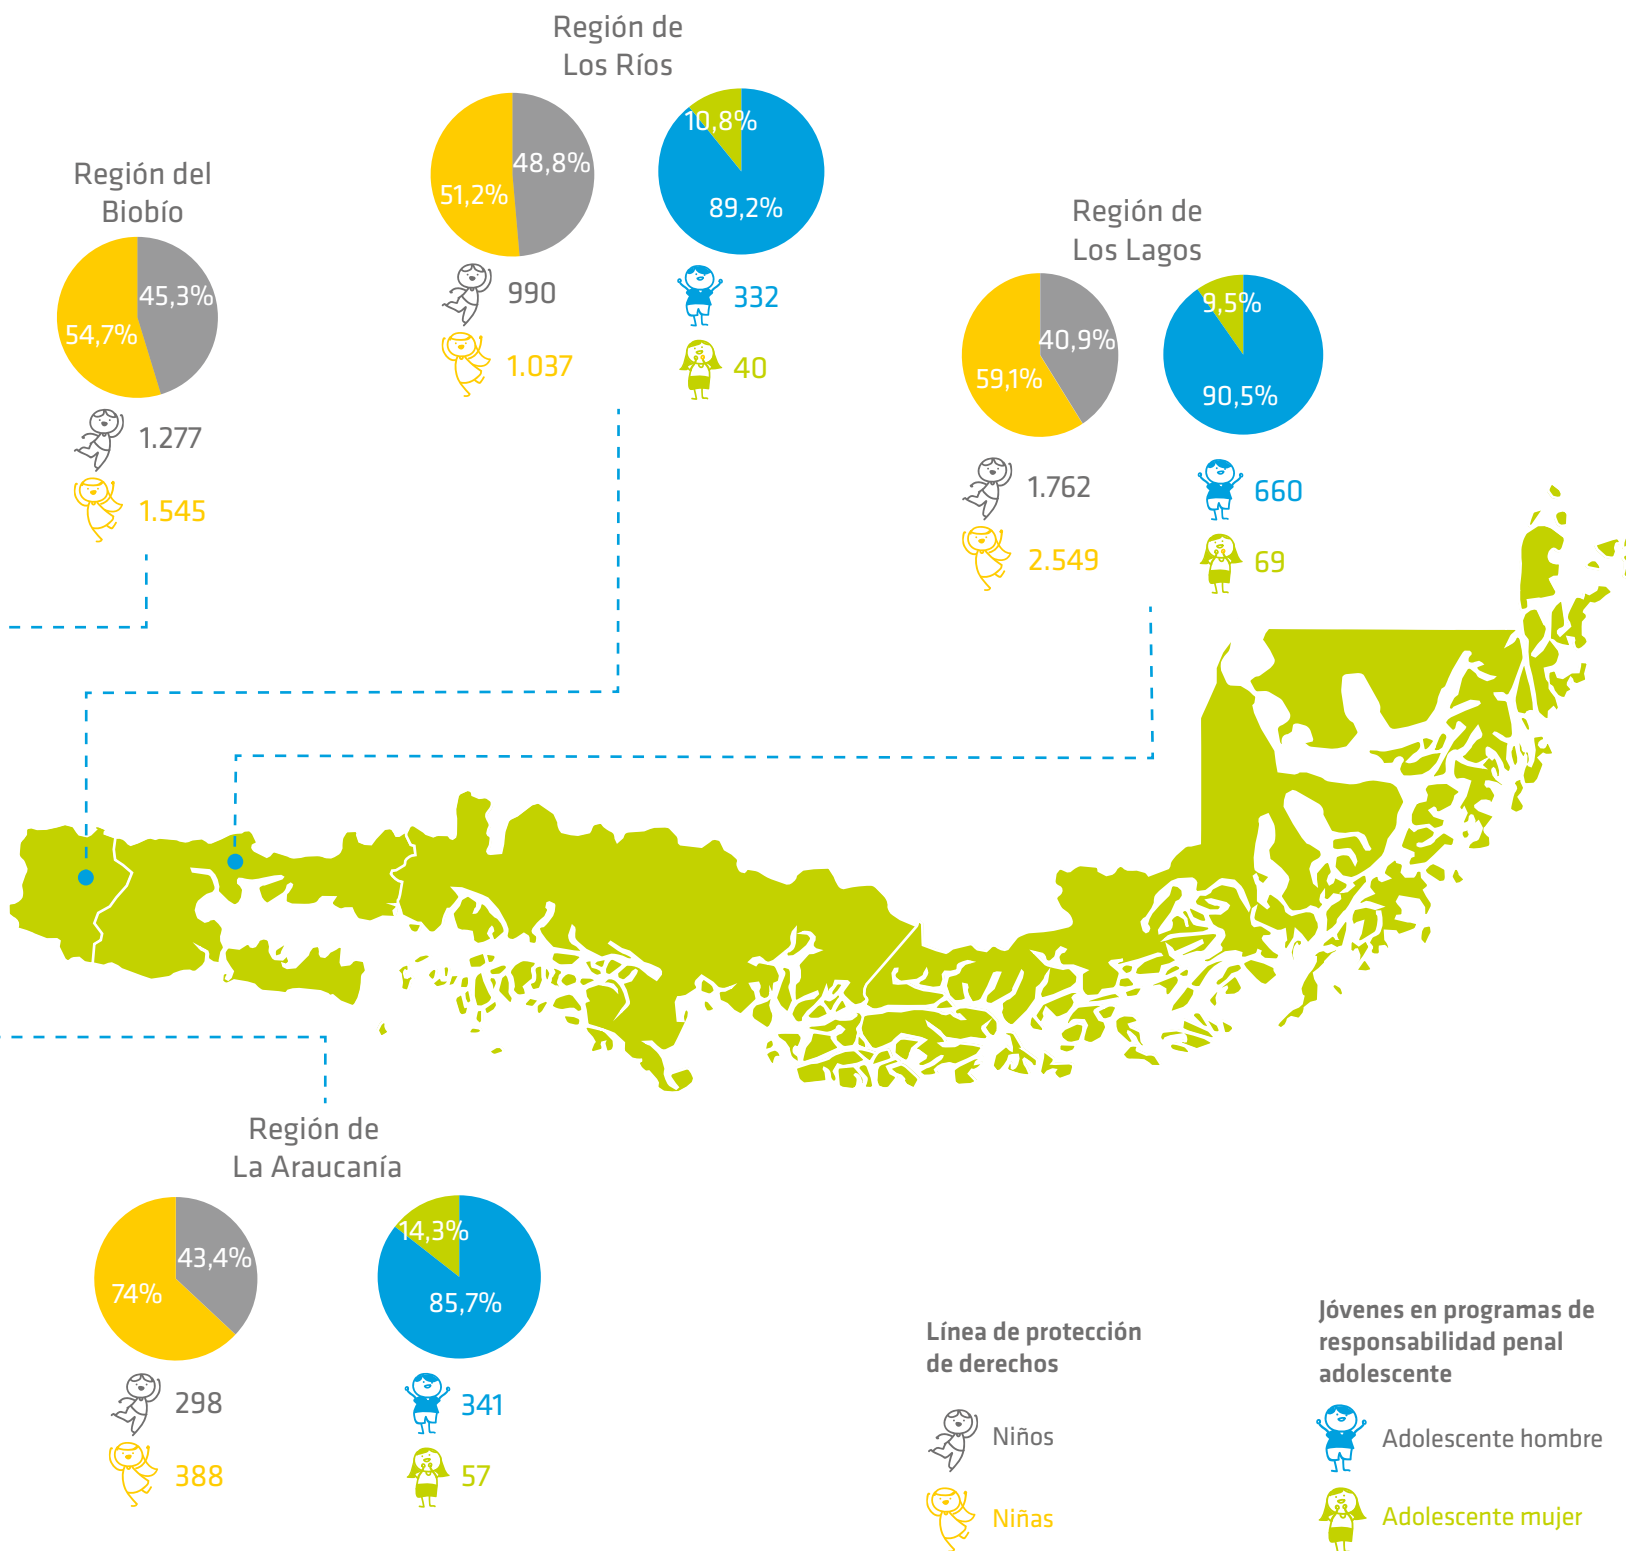 Región de
Los Ríos
48,8%
51,2%
10,8%
89,2%
990
1.037
332
40
Región del
Biobío
45,3%
54,7%
1.277
1.545
Región de
Los Lagos
40,9%
59,1%
9,5%
90,5%
1.762
2.549
660
69
Región de
La Araucanía
43,4%
74%
14,3%
85,7%
298
388
341
57
Línea de protección
de derechos
Niños
Niñas
Jóvenes en programas de
responsabilidad penal
adolescente
Adolescente hombre
Adolescente mujer